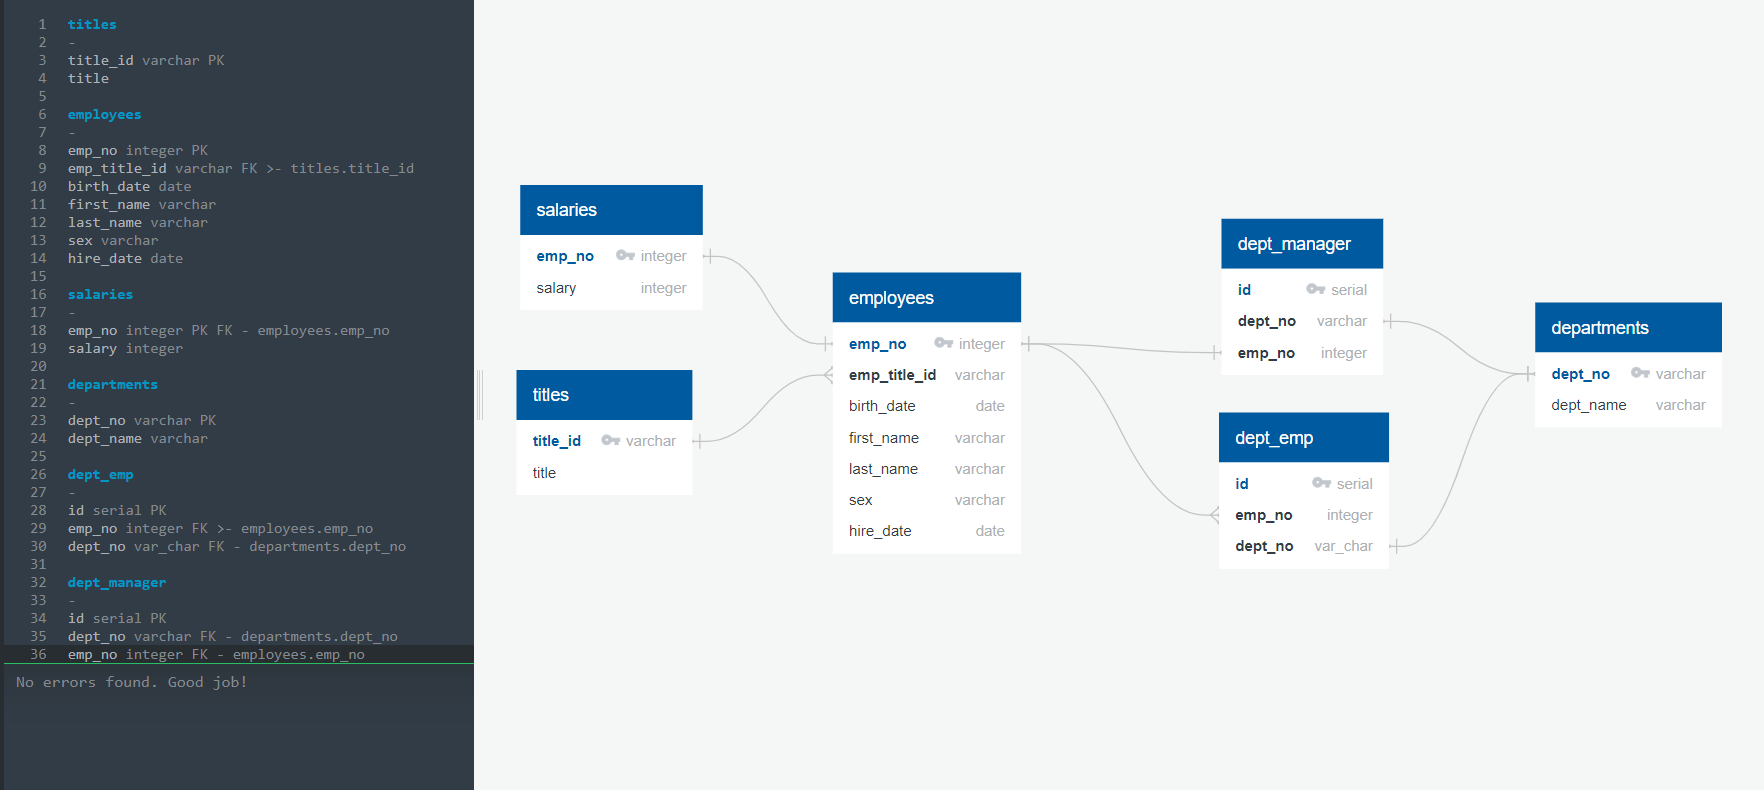 1 titles
2 -
3 title_id varchar PK
4 title
5
6 employees
7 -
8 emp_no integer PK
9 emp_title_id varchar FK >- titles.title_id
10 birth_date date
11 first_name varchar
12 last_name varchar
13 sex varchar
14 hire_date date
15
16 salaries
17 -
18 emp_no integer PK FK - employees.emp_no
19 salary integer
20
21 departments
22 -
23 dept_no varchar PK
24 dept_name varchar
25
26 dept_emp
27 -
28 id serial PK
29 emp_no integer FK >- employees.emp_no
30 dept_no var_char FK - departments.dept_no
31
32 dept_manager
33 -
34 id serial PK
35 dept_no varchar FK - departments.dept_no
36 emp_no integer FK - employees.emp_no
No errors found. Good job!
salaries
emp_no integer
salary integer
titles
title_id varchar
title
employees
emp_no integer
emp_title_id varchar
birth_date date
first_name varchar
last_name varchar
sex varchar
hire_date date
dept_manager
id serial
dept_no varchar
emp_no integer
dept_emp
id serial
emp_no integer
dept_no var_char
departments
dept_no varchar
dept_name varchar